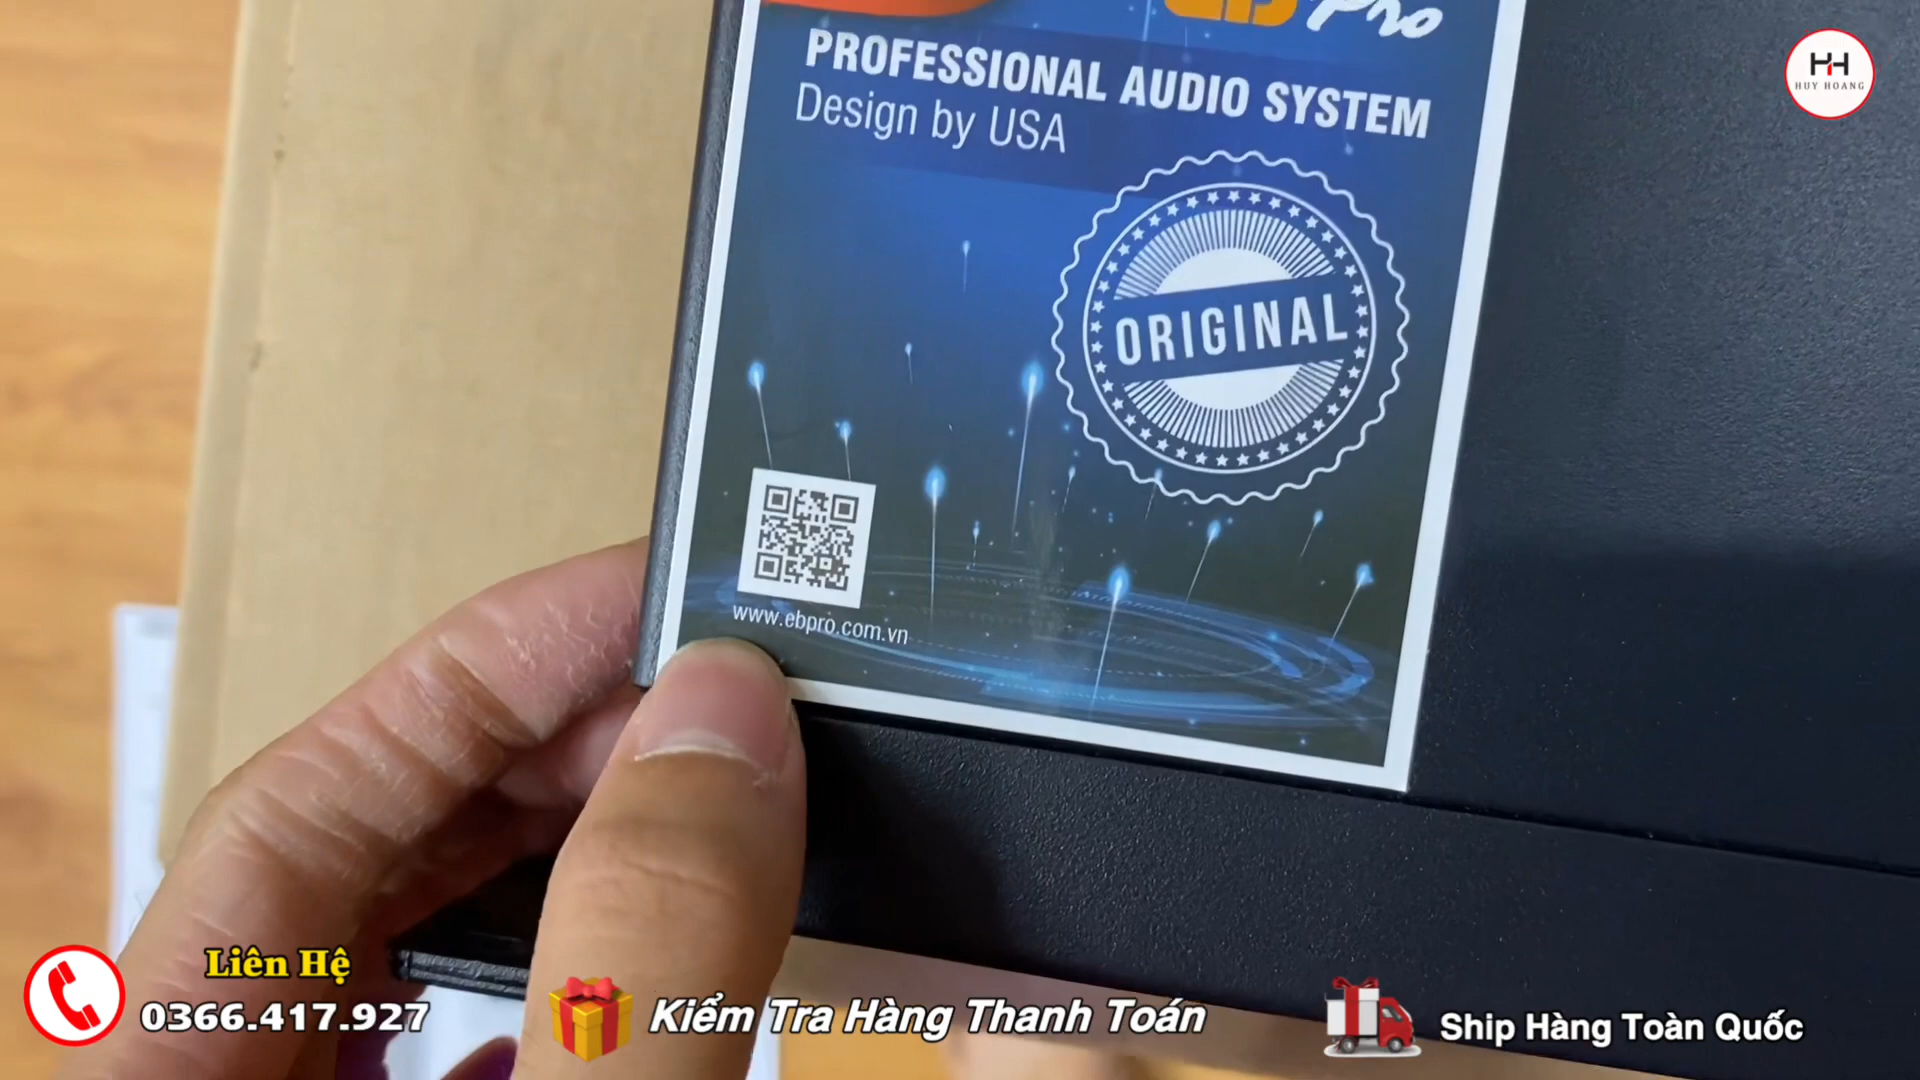 Pro
PROFESSIONAL AUDIO SYSTEM
Design by USA
ORIGINAL
www.ebpro.com.vn
HH
HUY HOANG
Liên Hệ
0366.417.927
Kiểm Tra Hàng Thanh Toán
Ship Hàng Toàn Quốc